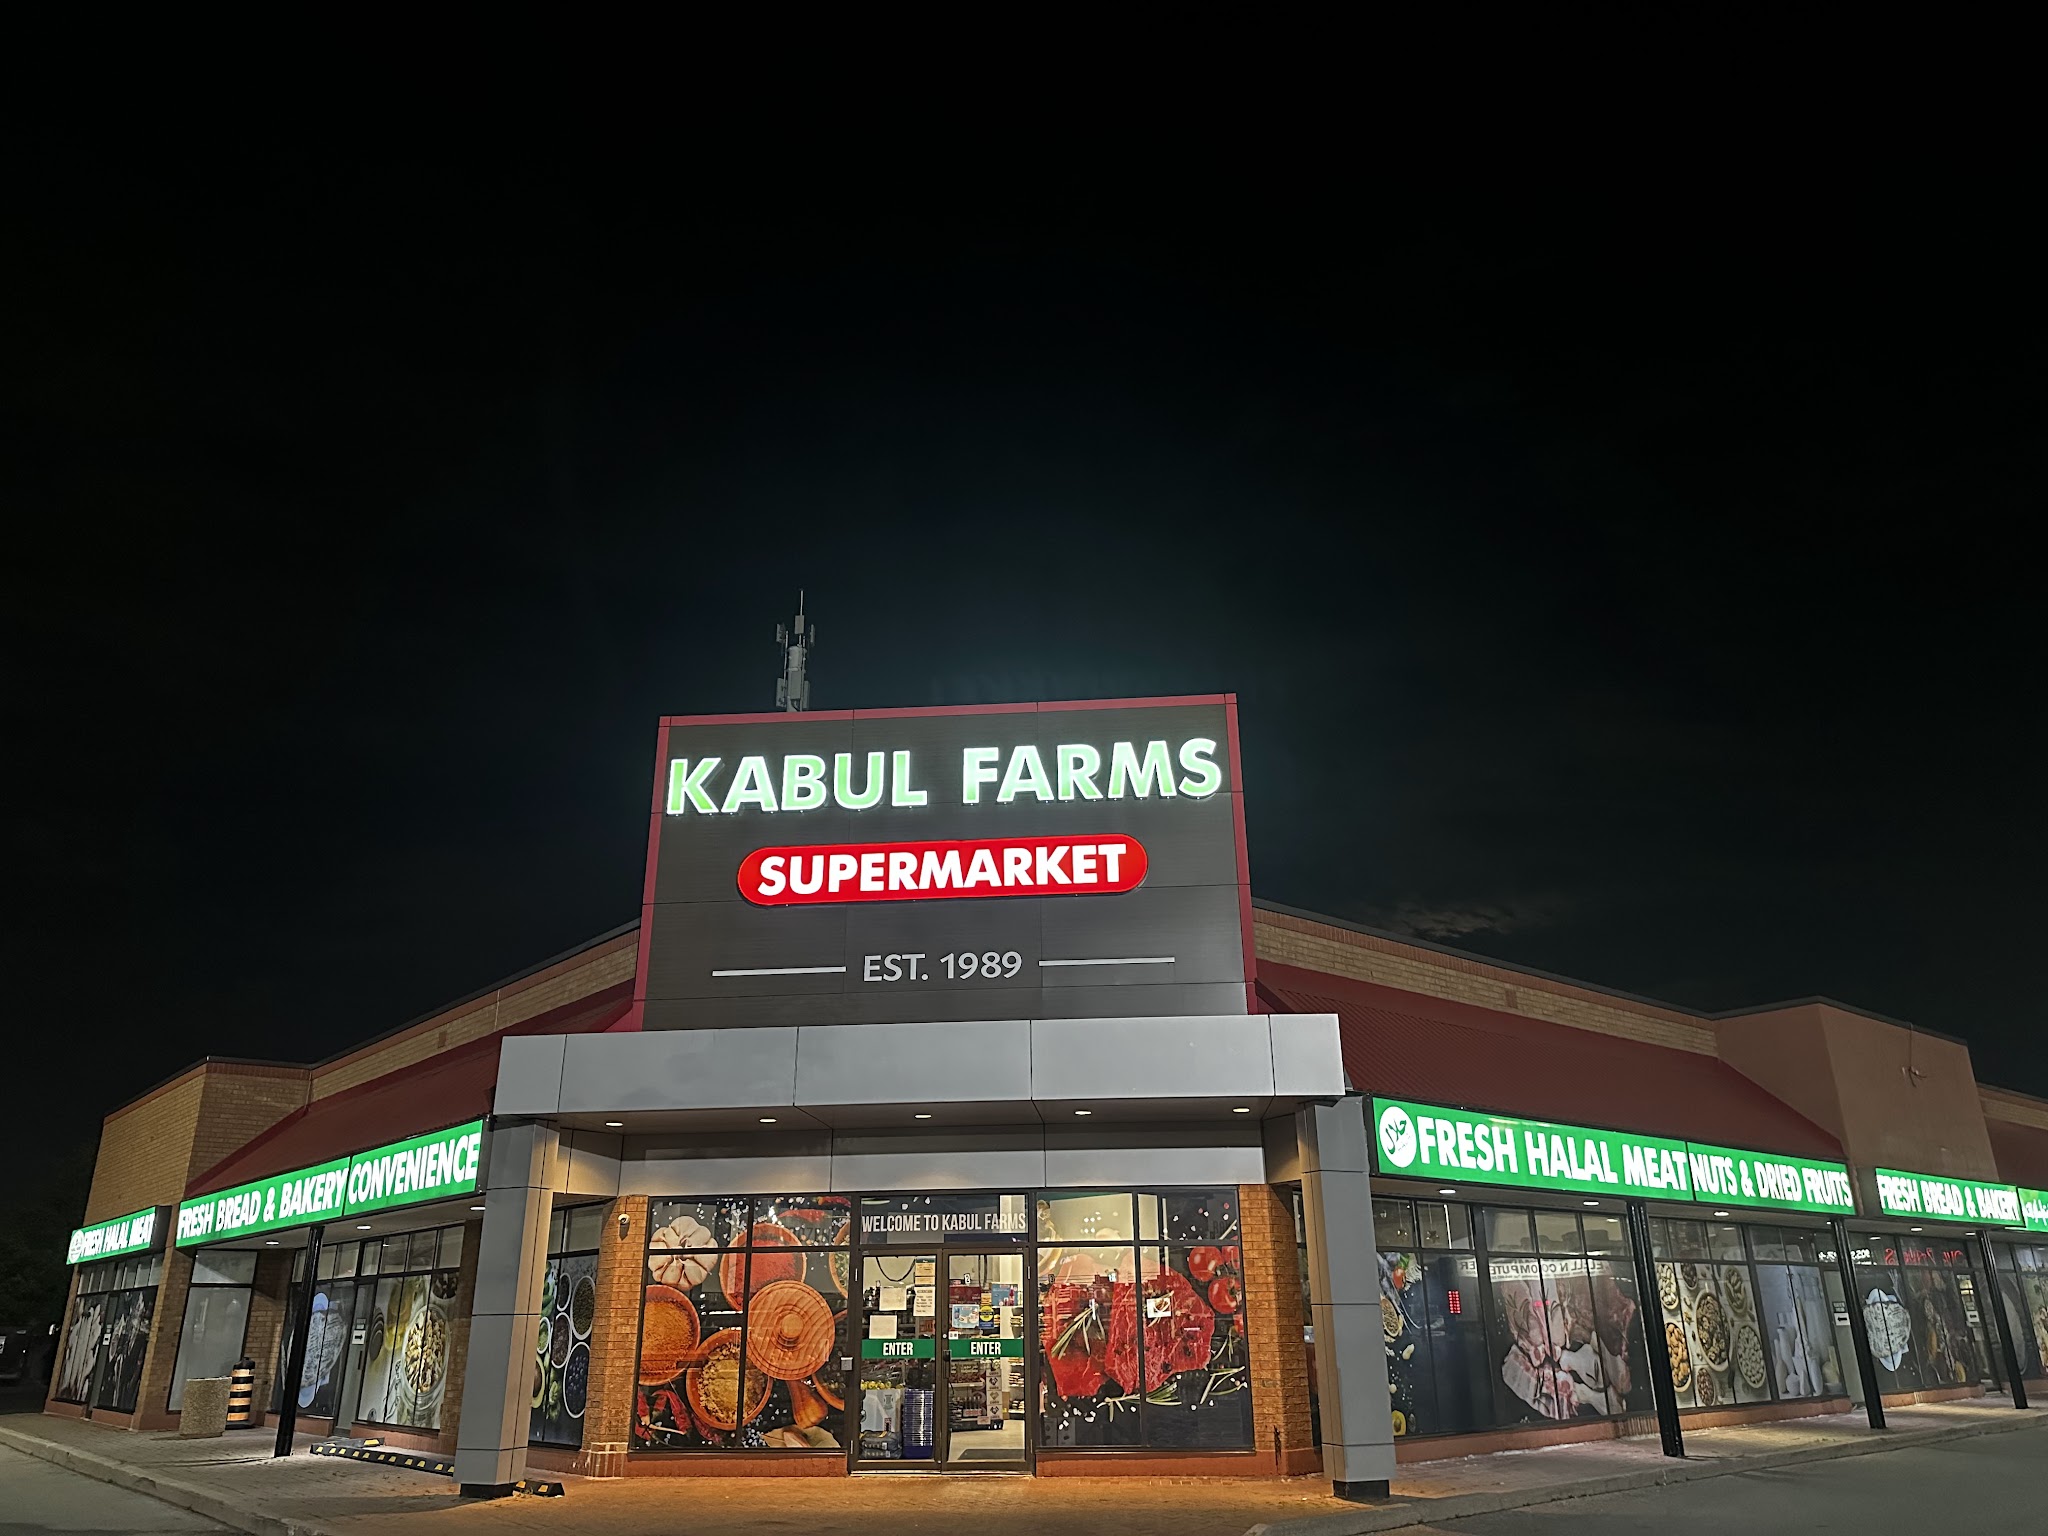 KABUL FARMS
SUPERMARKET
EST. 1989
FRESH HALAL MEAT
FRESH BREAD & BAKERY
CONVENIENCE
FRESH HALAL MEAT
NUTS & DRIED FRUITS
FRESH BREAD & BAKERY
WELCOME TO KABUL FARMS
ENTER
ENTER